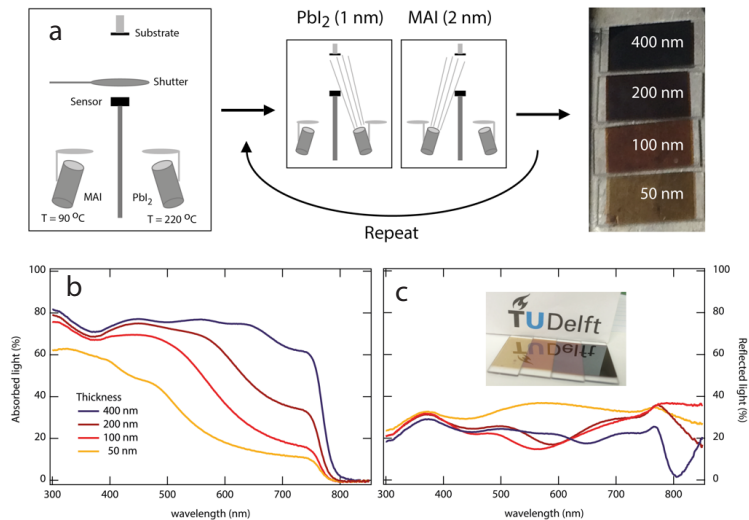 a
Substrate
Shutter
Sensor
MAI
PbI2
T = 90 ºC
T = 220 ºC
PbI2 (1 nm)
MAI (2 nm)
Repeat
400 nm
200 nm
100 nm
50 nm
b
100
80
60
40
20
0
Absorbed light (%)
Thickness
400 nm
200 nm
100 nm
50 nm
300
400
500
600
700
800
wavelength (nm)
c
TUDelft
TUDelft
100
80
60
40
20
0
Reflected light (%)
300
400
500
600
700
800
wavelength (nm)